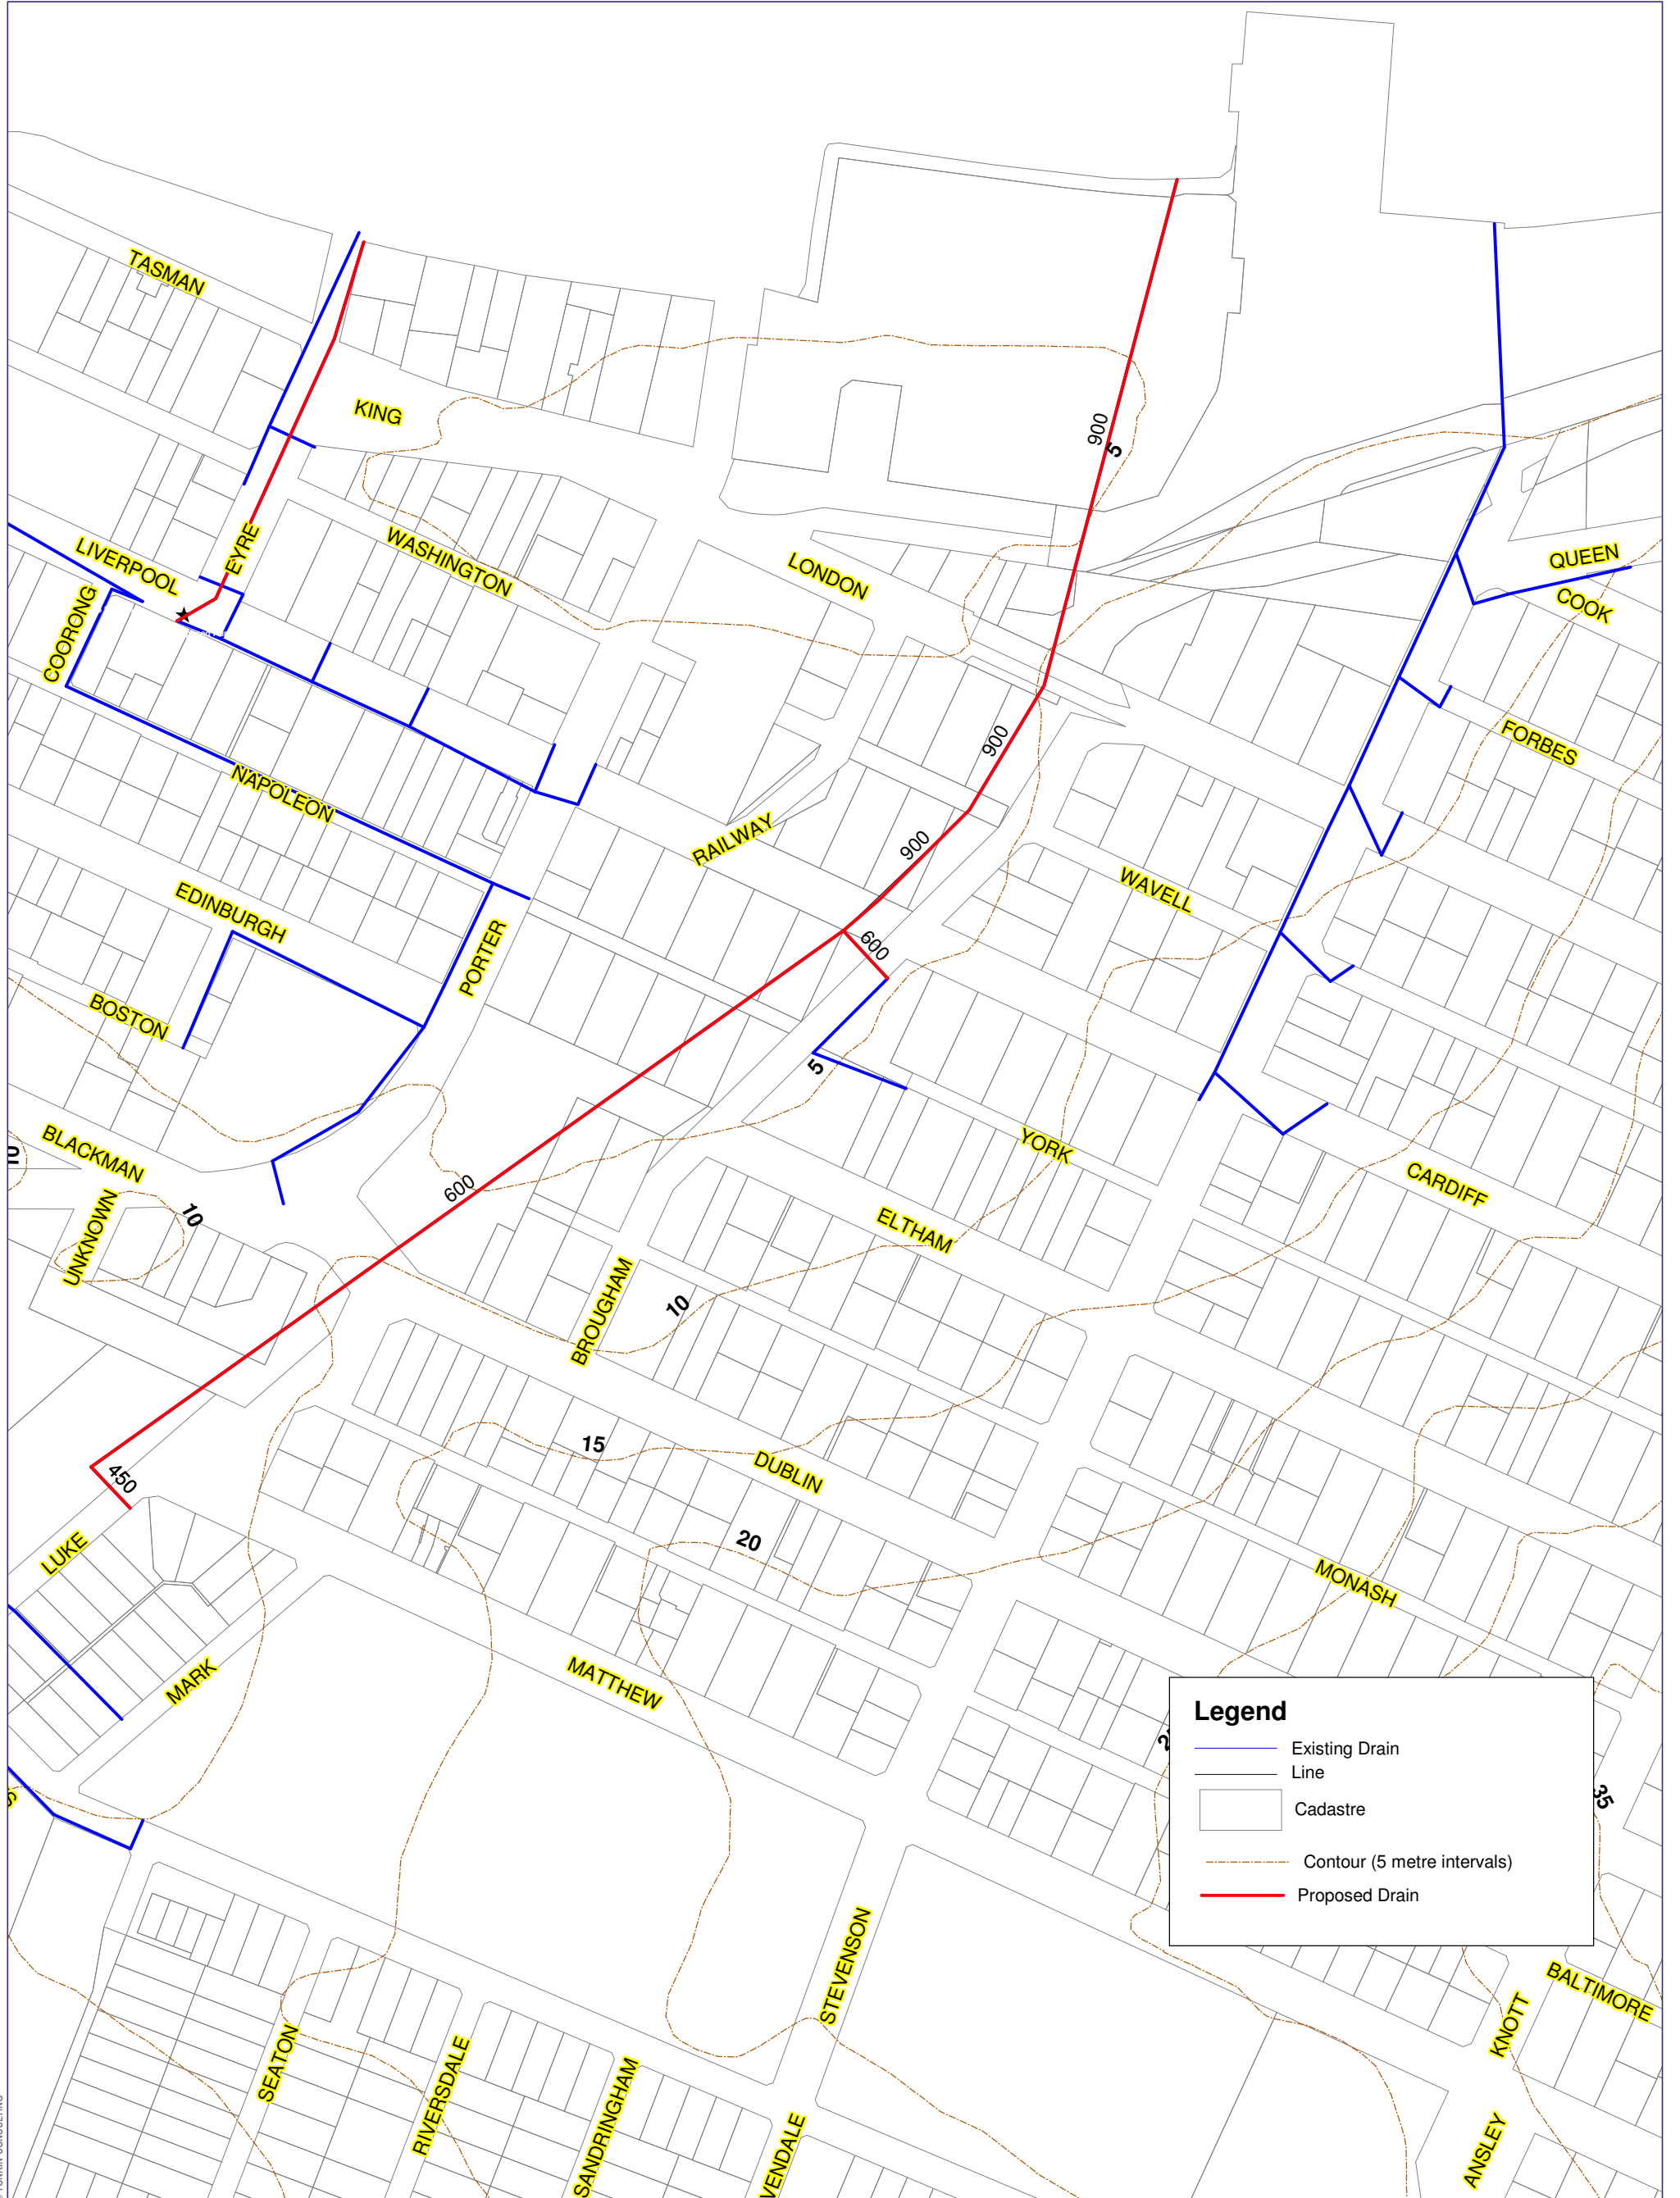 TASMAN
KING
900
5
EYRE
LIVERPOOL
WASHINGTON
LONDON
QUEEN
COOK
COORONG
FORBES
900
NAPOLEON
RAILWAY
900
WAVELL
EDINBURGH
PORTER
600
BOSTON
5
BLACKMAN
YORK
10
CARDIFF
600
10
UNKNOWN
ELTHAM
BROUGHAM
10
15
DUBLIN
450
20
LUKE
MONASH
MARK
MATTHEW
Legend
Existing Drain
Line
35
Cadastre
Contour (5 metre intervals)
Proposed Drain
STEVENSON
BALTIMORE
KNOTT
SEATON
RIVERSDALE
SANDRINGHAM
VENDALE
ANSLEY